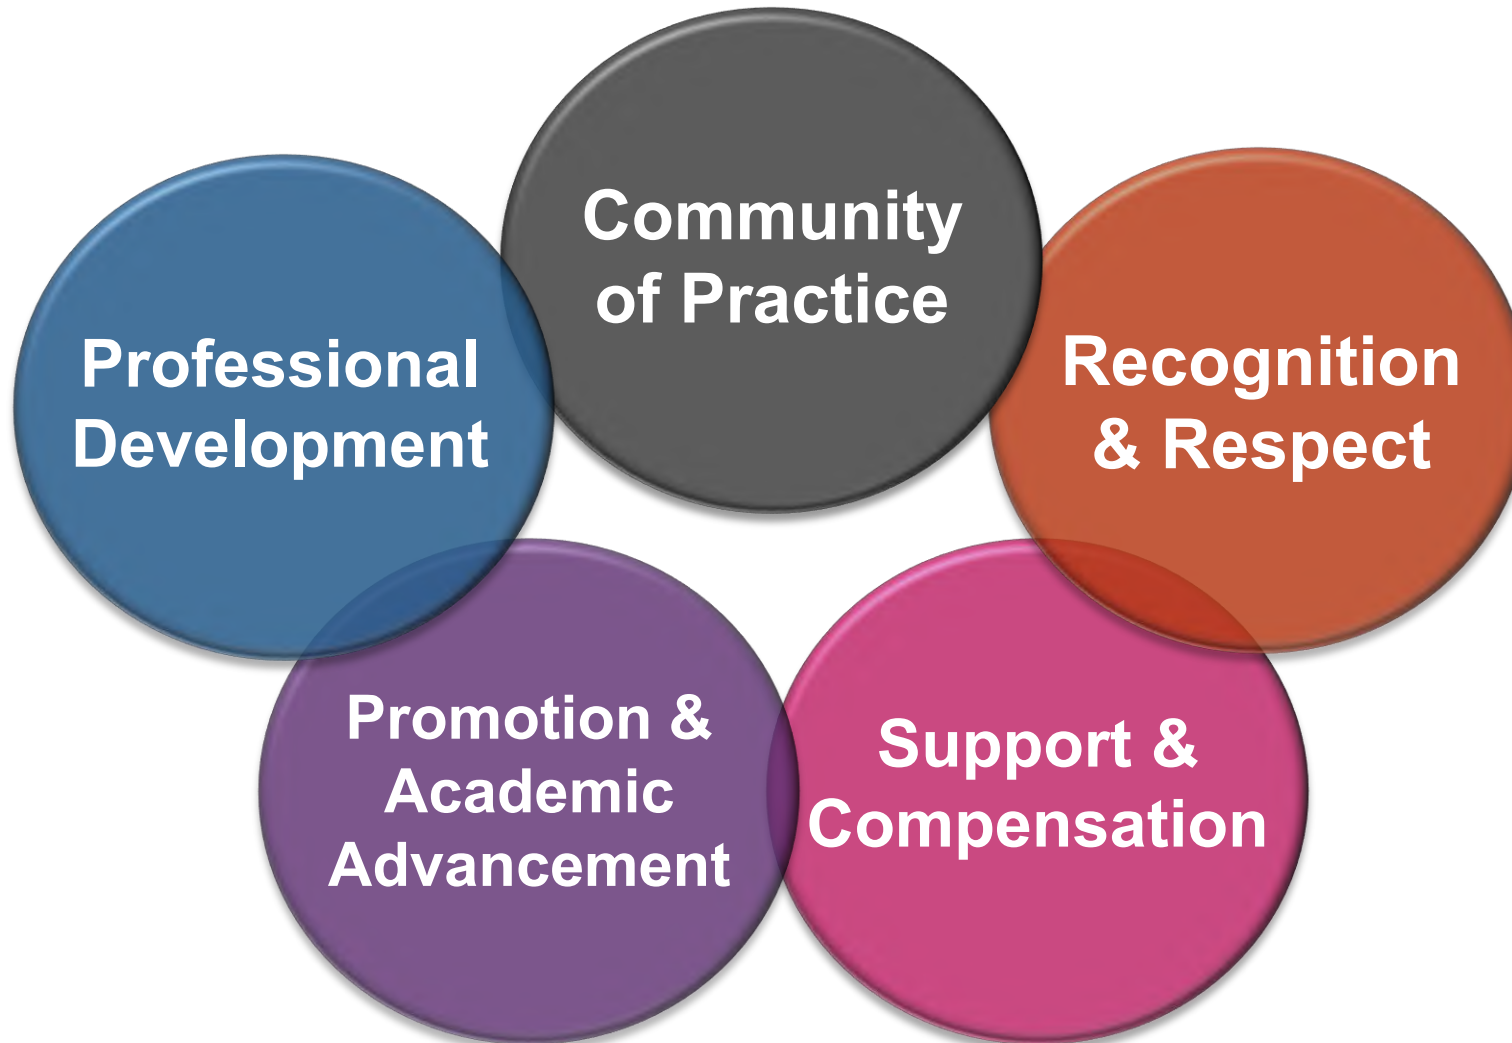 Community
of Practice
Professional
Development
Recognition
& Respect
Promotion &
Academic
Advancement
Support &
Compensation